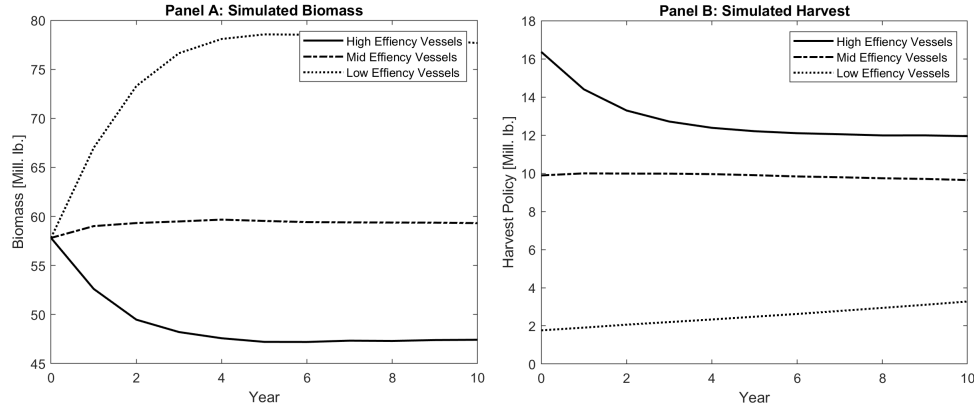 Panel A: Simulated Biomass
80
75
70
65
60
55
50
45
Biomass [Mill. lb.]
0 2 4 6 8 10
Year
High Effiency Vessels
Mid Effiency Vessels
Low Effiency Vessels
Panel B: Simulated Harvest
18
16
14
12
10
8
6
4
2
0
Harvest Policy [Mill. lb.]
0 2 4 6 8 10
Year
High Effiency Vessels
Mid Effiency Vessels
Low Effiency Vessels